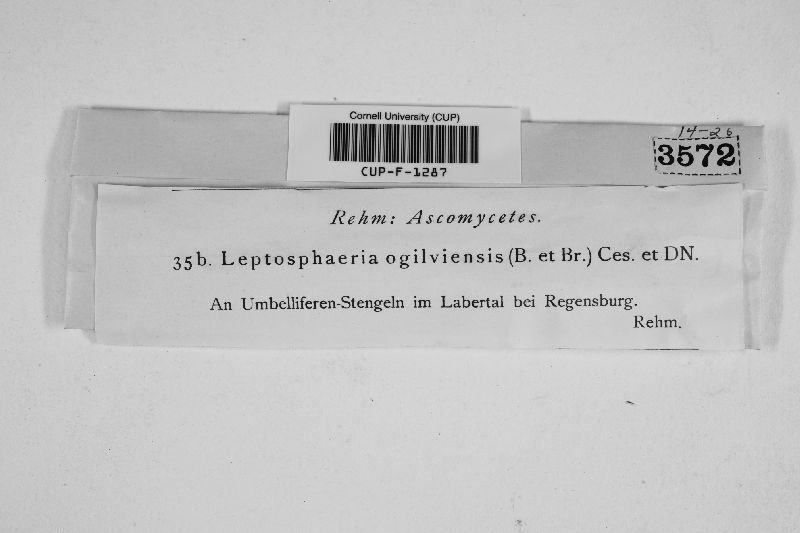 Cornell University (CUP)
CUP-F-1287
14-26
3572
Rehm: Ascomycetes.
35b. Leptosphaeria ogilviensis (B. et Br.) Ces. et DN.
An Umbelliferen-Stengeln im Labertal bei Regensburg.
Rehm.